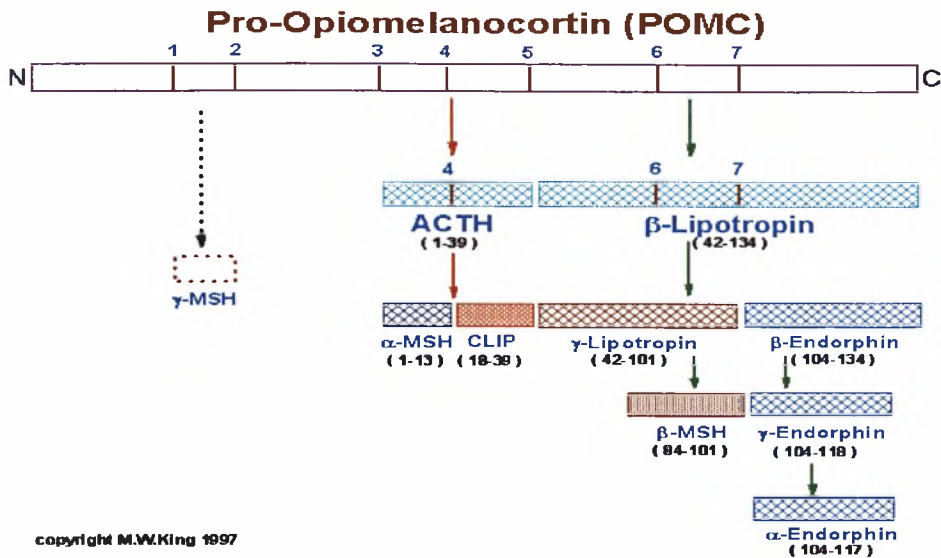 Pro-Opiomelanocortin (POMC)
1 2 3 4 5 6 7
N C
4 6 7
ACTH β-Lipotropin
(1-39) (42-134)
γ-MSH
α-MSH CLIP γ-Lipotropin β-Endorphin
(1-13) (18-39) (42-101) (104-134)
β-MSH γ-Endorphin
(84-101) (104-118)
α-Endorphin
(104-117)
copyright M.W.King 1997